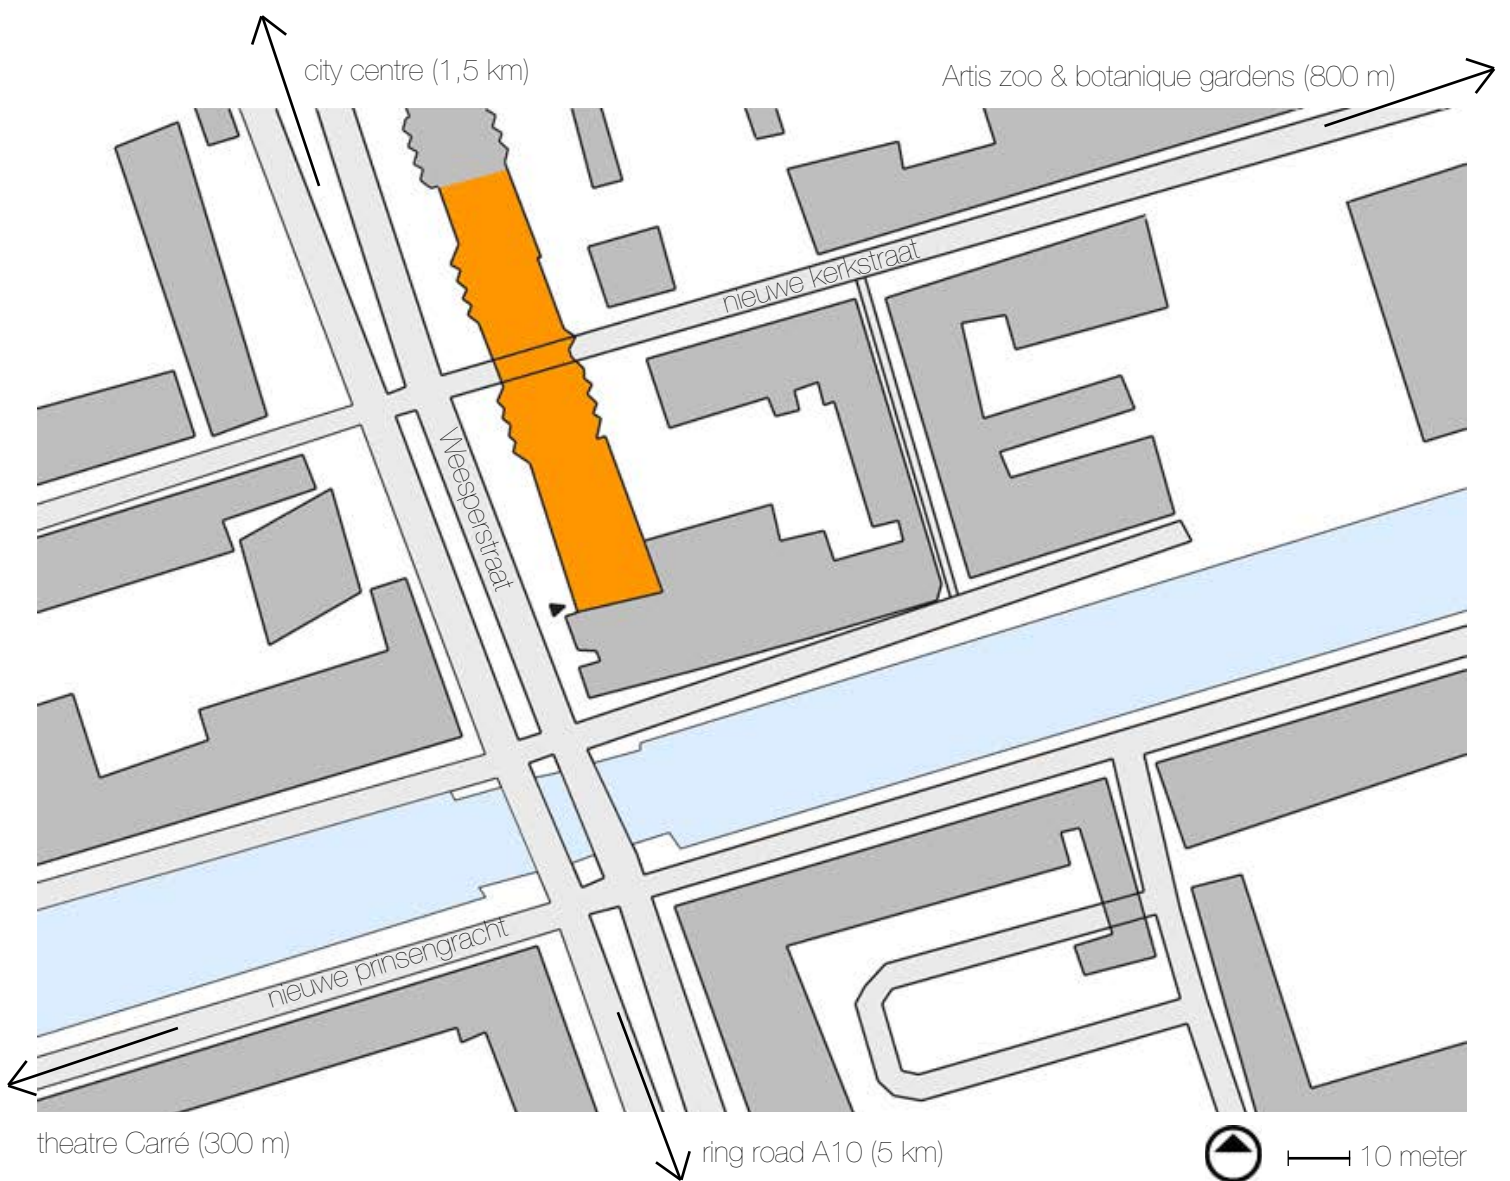 city centre (1,5 km)
Artis zoo & botanique gardens (800 m)
nieuwe kerkstraat
Weesperstraat
nieuwe prinsengracht
theatre Carré (300 m)
ring road A10 (5 km)
10 meter